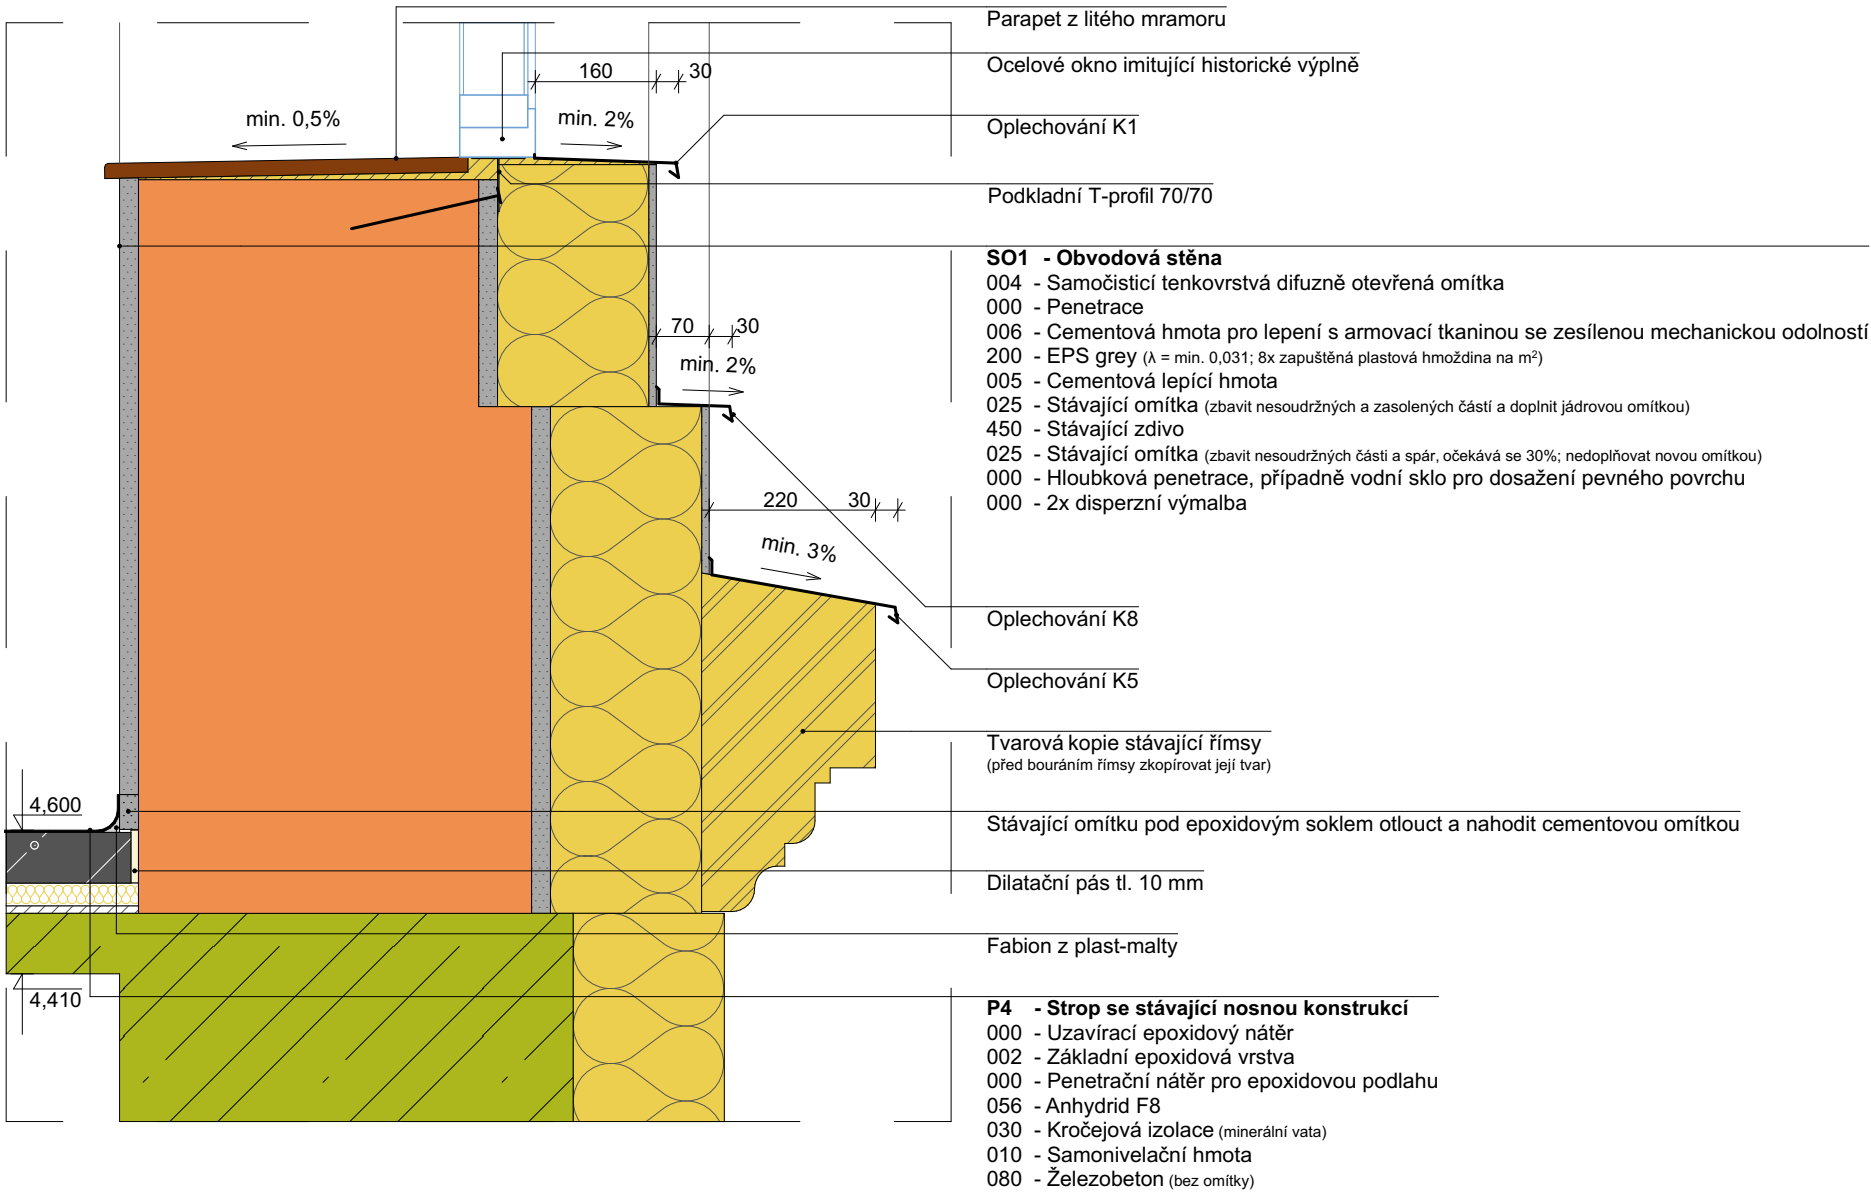 Parapet z litého mramoru
Ocelové okno imitující historické výplně
160
30
min. 0,5%
min. 2%
Oplechování K1
Podkladní T-profil 70/70
SO1 - Obvodová stěna
004 - Samočisticí tenkovrstvá difuzně otevřená omítka
000 - Penetrace
006 - Cementová hmota pro lepení s armovací tkaninou se zesílenou mechanickou odolností
200 - EPS grey (λ = min. 0,031; 8x zapuštěná plastová hmoždina na m²)
005 - Cementová lepící hmota
025 - Stávající omítka (zbavit nesoudržných a zasolených částí a doplnit jádrovou omítkou)
450 - Stávající zdivo
025 - Stávající omítka (zbavit nesoudržných části a spár, očekává se 30%; nedoplňovat novou omítkou)
000 - Hloubková penetrace, případně vodní sklo pro dosažení pevného povrchu
000 - 2x disperzní výmalba
70
30
min. 2%
220
30
min. 3%
Oplechování K8
Oplechování K5
Tvarová kopie stávající římsy
(před bouráním římsy zkopírovat její tvar)
4,600
Stávající omítku pod epoxidovým soklem otlouct a nahodit cementovou omítkou
Dilatační pás tl. 10 mm
Fabion z plast-malty
4,410
P4 - Strop se stávající nosnou konstrukcí
000 - Uzavírací epoxidový nátěr
002 - Základní epoxidová vrstva
000 - Penetrační nátěr pro epoxidovou podlahu
056 - Anhydrid F8
030 - Kročejová izolace (minerální vata)
010 - Samonivelační hmota
080 - Železobeton (bez omítky)